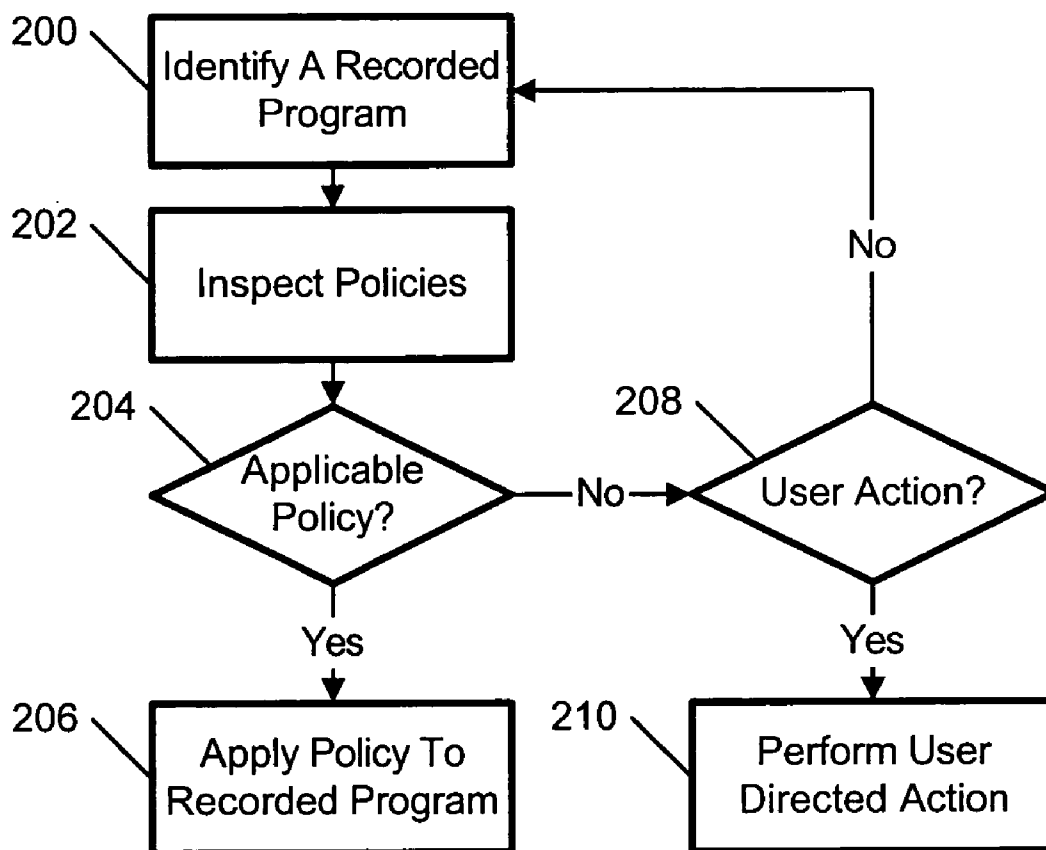 200
Identify A Recorded
Program
202
Inspect Policies
No
204
Applicable
Policy?
No
208
User Action?
Yes
Yes
206
Apply Policy To
Recorded Program
210
Perform User
Directed Action